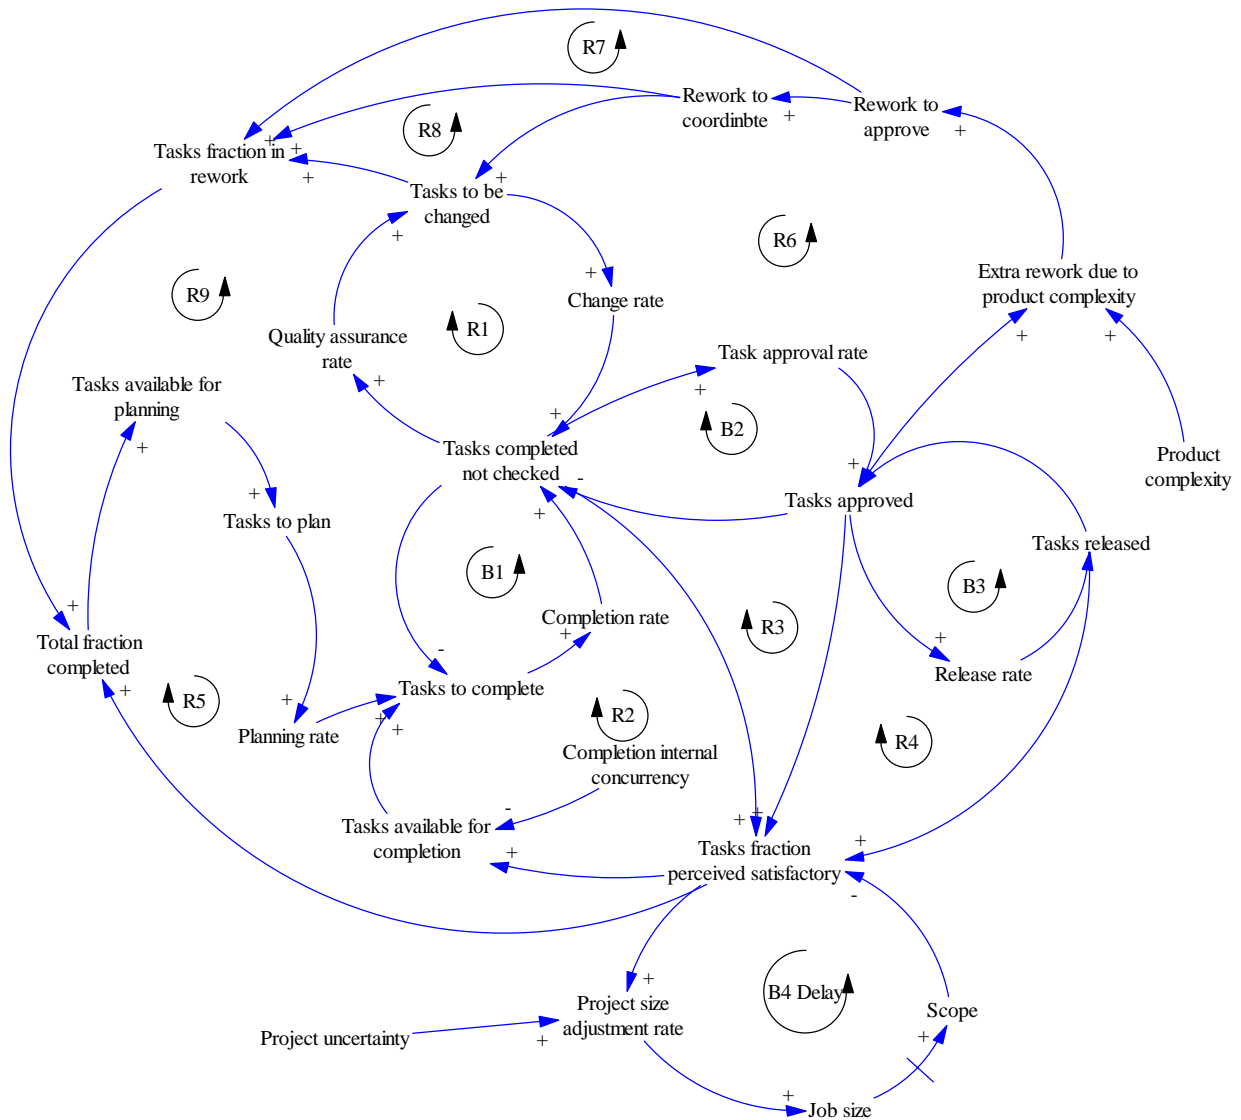 R7
Rework to
coordinbte
Rework to
approve
+
+
R8
+
+
Tasks fraction in
rework
+
+
Tasks to be
changed
+
R6
+
Extra rework due to
product complexity
R9
+
Change rate
R1
Quality assurance
rate
+
+
Task approval rate
+
Tasks available for
planning
+
+
B2
+
Tasks completed
not checked
-
+
Product
complexity
Tasks approved
+
Tasks to plan
+
Tasks released
B1
B3
+
Total fraction
completed
+
Completion rate
+
R3
+
Release rate
-
Tasks to complete
R5
+
Planning rate
+
+
R2
Completion internal
concurrency
R4
-
Tasks available for
completion
+
+
+
+
Tasks fraction
perceived satisfactory
-
+
B4 Delay
Project size
adjustment rate
Scope
+
Project uncertainty
+
+
Job size